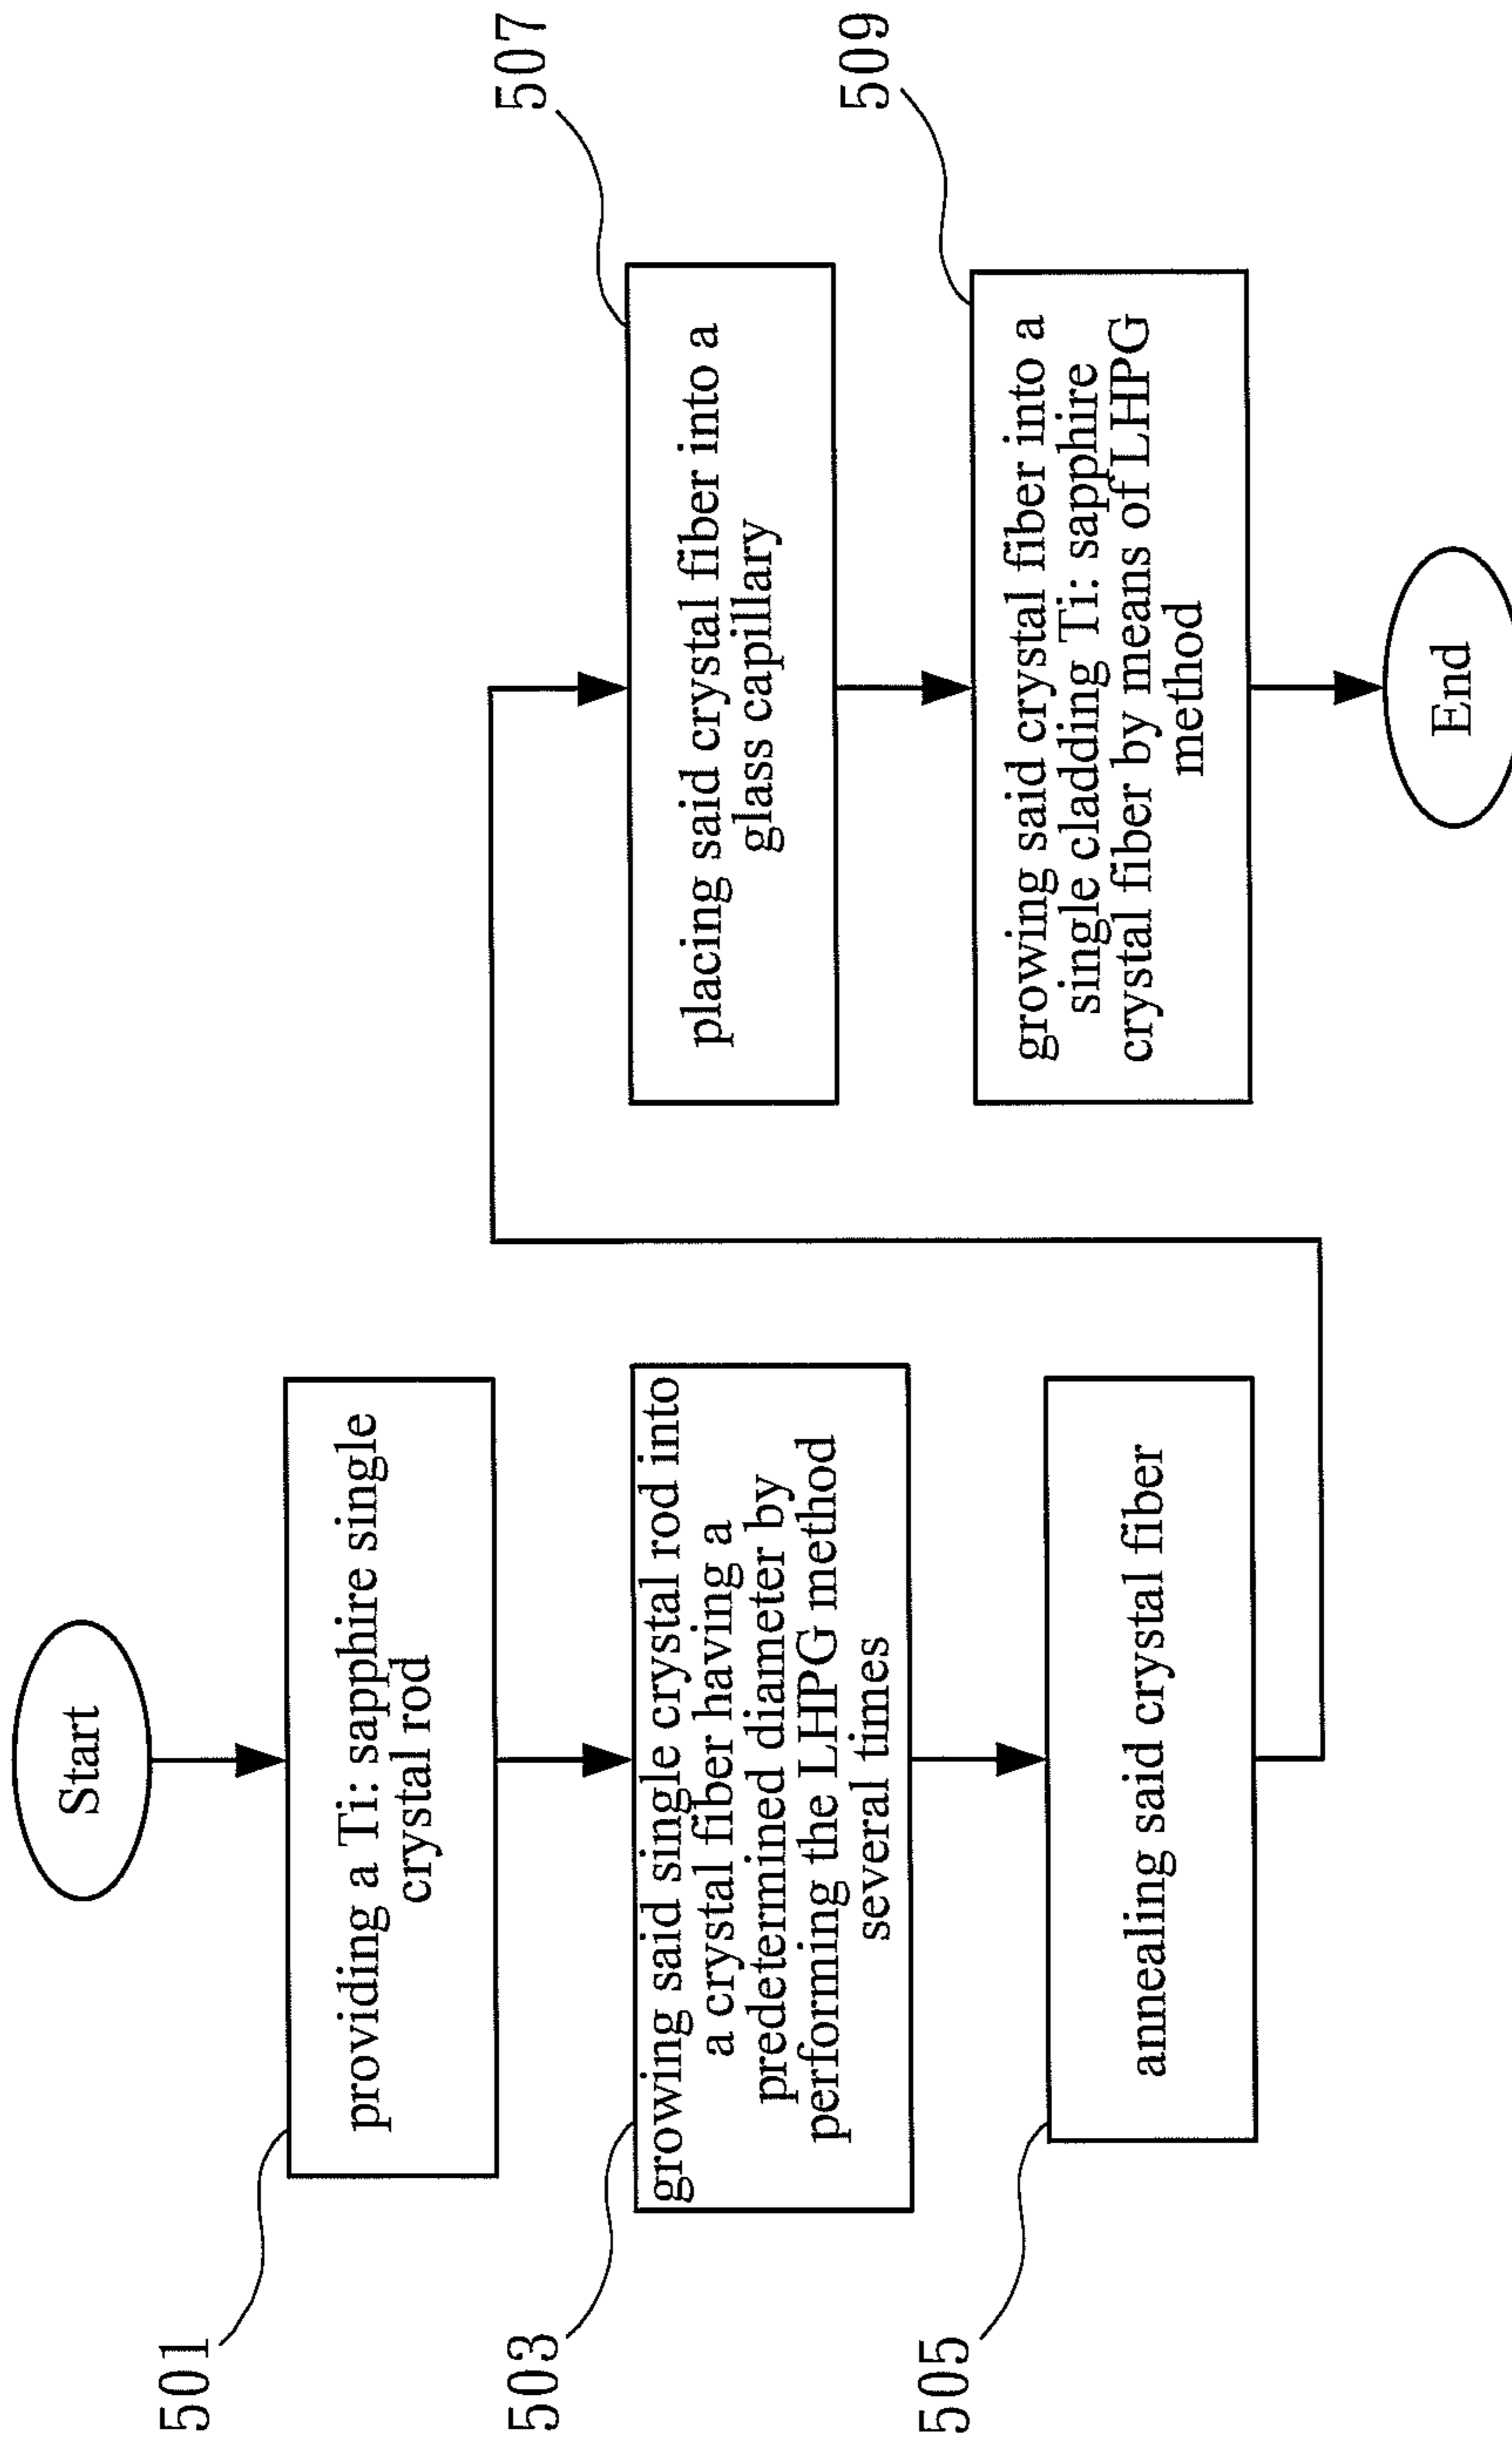 Start
501
providing a Ti: sapphire single
crystal rod
503
growing said single crystal rod into
a crystal fiber having a
predetermined diameter by
performing the LHPG method
several times
505
annealing said crystal fiber
507
placing said crystal fiber into a
glass capillary
509
growing said crystal fiber into a
single cladding Ti: sapphire
crystal fiber by means of LHPG
method
End